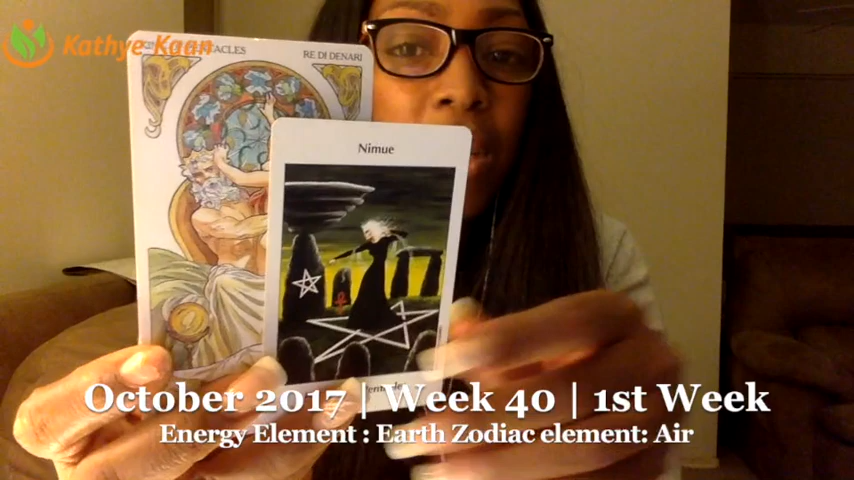 Kathye Kaan
RE DI DENARI
Nimue
October 2017 | Week 40 | 1st Week
Energy Element : Earth Zodiac element: Air